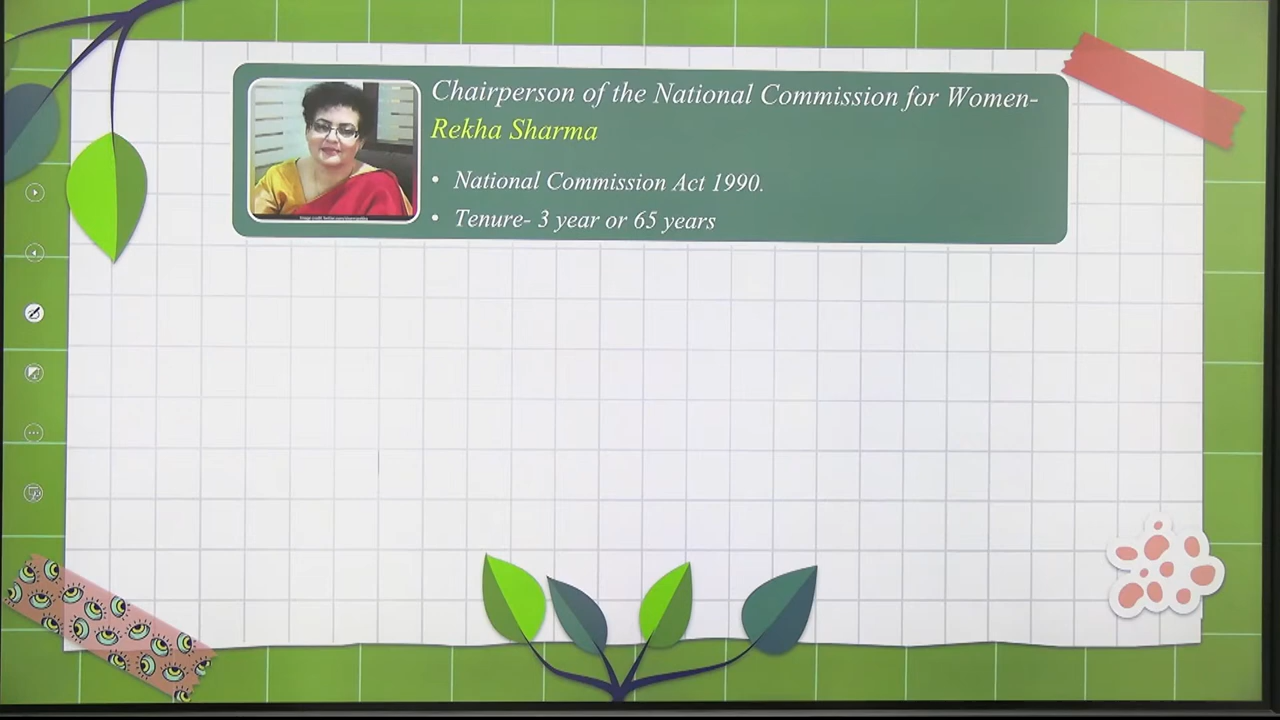 Chairperson of the National Commission for Women-
Rekha Sharma
• National Commission Act 1990.
• Tenure- 3 year or 65 years